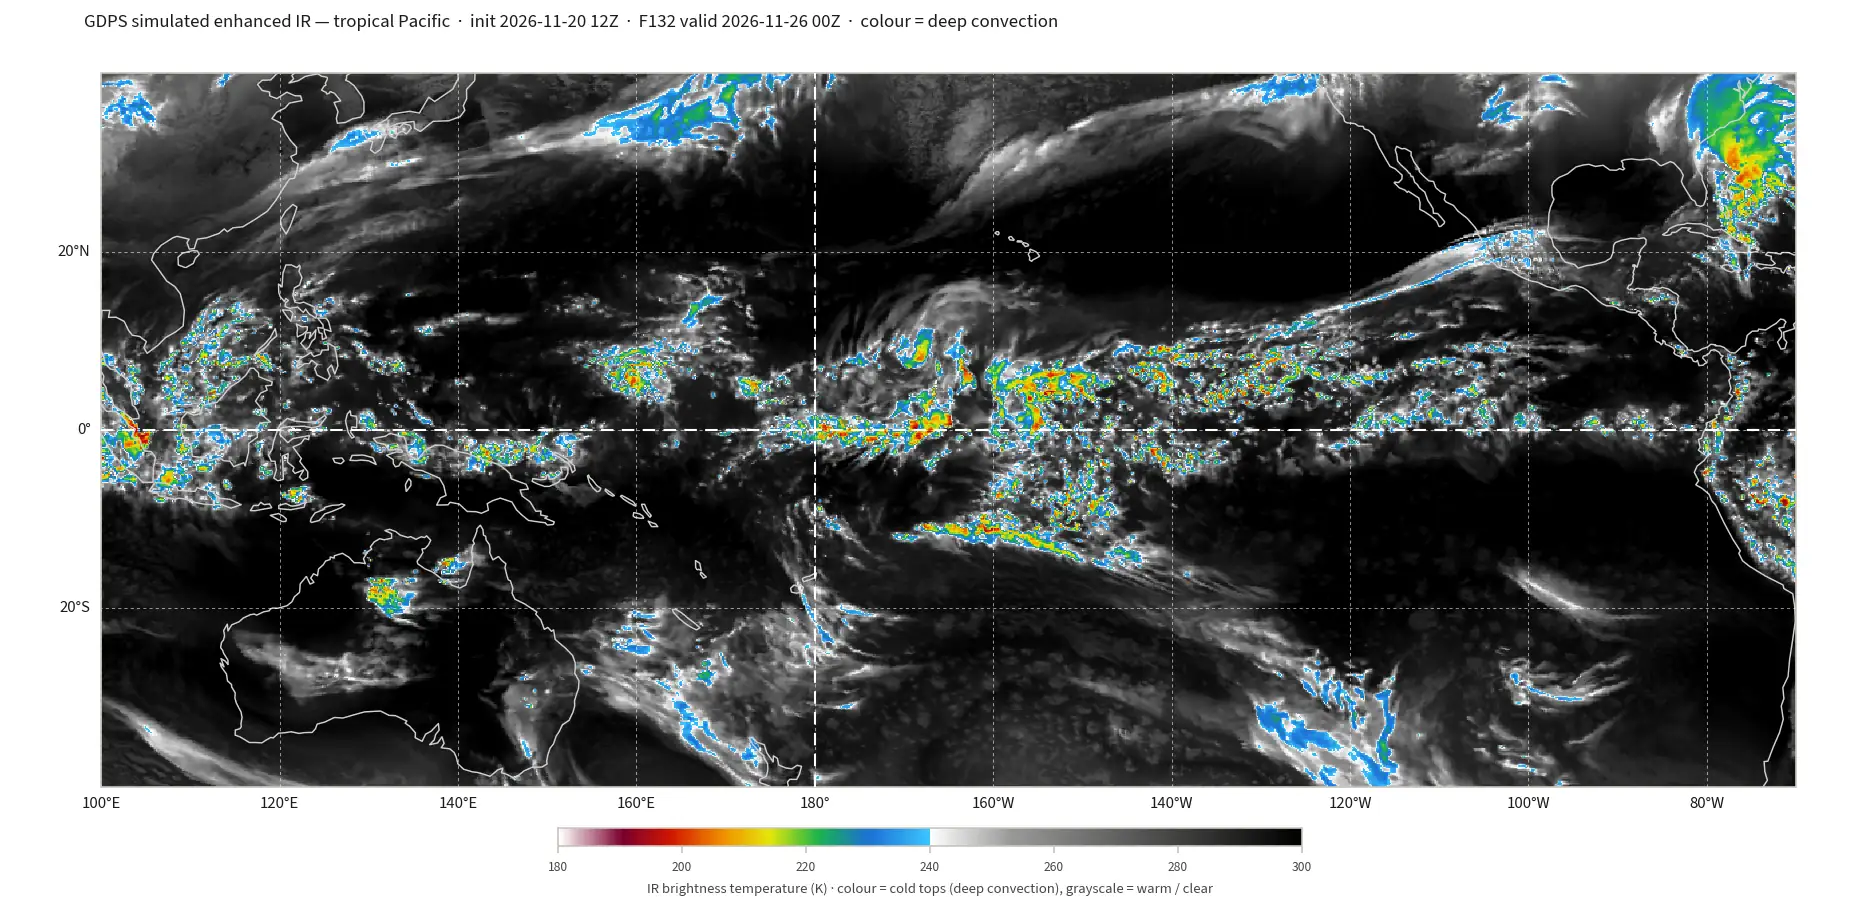 GDPS simulated enhanced IR — tropical Pacific · init 2026-11-20 12Z · F132 valid 2026-11-26 00Z · colour = deep convection
20°N
0°
20°S
100°E 120°E 140°E 160°E 180° 160°W 140°W 120°W 100°W 80°W
180 200 220 240 260 280 300
IR brightness temperature (K) · colour = cold tops (deep convection), grayscale = warm / clear